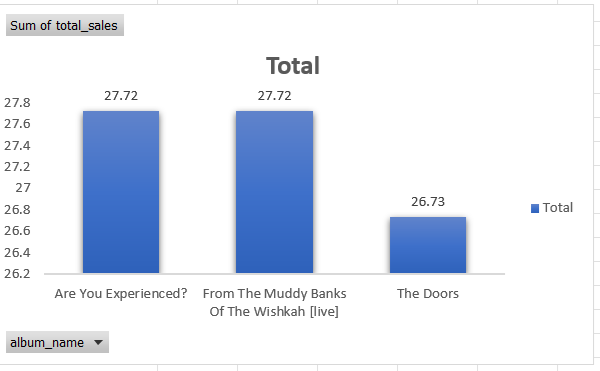 Sum of total_sales
Total
27.8
27.6
27.4
27.2
27
26.8
26.6
26.4
26.2
27.72
27.72
26.73
Are You Experienced?
From The Muddy Banks
Of The Wishkah [live]
The Doors
Total
album_name